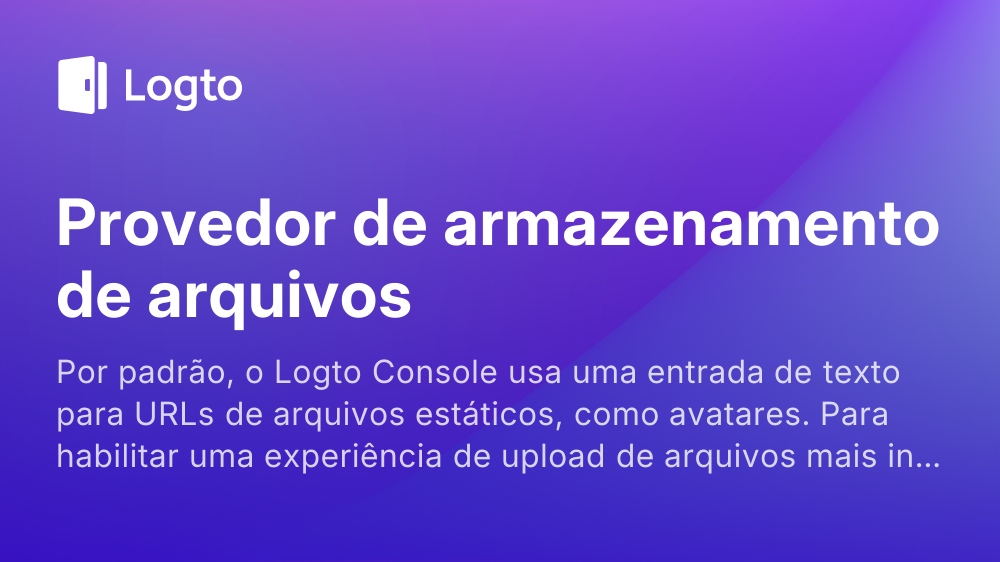 Logto
Provedor de armazenamento
de arquivos
Por padrão, o Logto Console usa uma entrada de texto
para URLs de arquivos estáticos, como avatares. Para
habilitar uma experiência de upload de arquivos mais in...